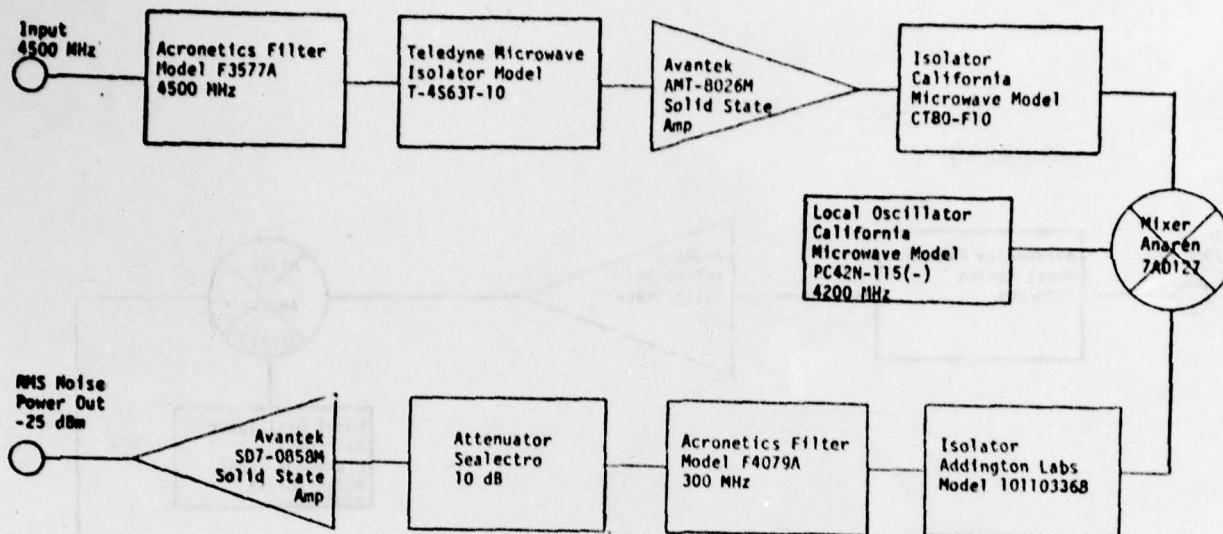 Input
4500 MHz
Acronetics Filter
Model F3577A
4500 MHz
Teledyne Microwave
Isolator Model
T-4S63T-10
Avantek
AMT-8026M
Solid State
Amp
Isolator
California
Microwave Model
CT80-F10
Local Oscillator
California
Microwave Model
PC42N-115(-)
4200 MHz
Mixer
Anaren
7A0127
RMS Noise
Power Out
-25 dBm
Avantek
SD7-0858M
Solid State
Amp
Attenuator
Sealectro
10 dB
Acronetics Filter
Model F4079A
300 MHz
Isolator
Addington Labs
Model 101103368